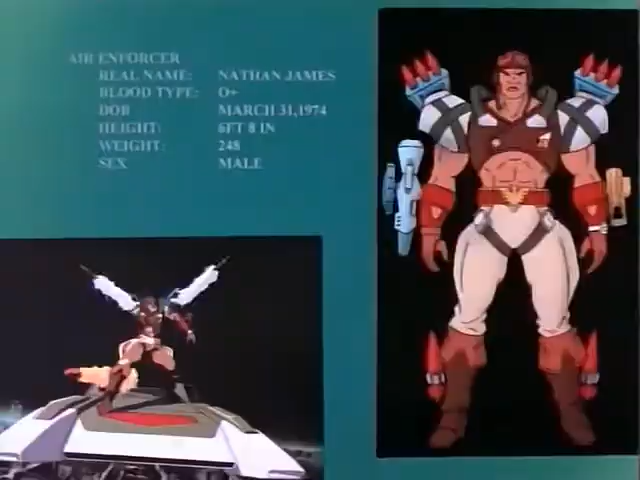 AIR ENFORCER
REAL NAME: NATHAN JAMES
BLOOD TYPE: O+
DOB MARCH 31,1974
HEIGHT: 6FT 8 IN
WEIGHT: 248
SEX MALE